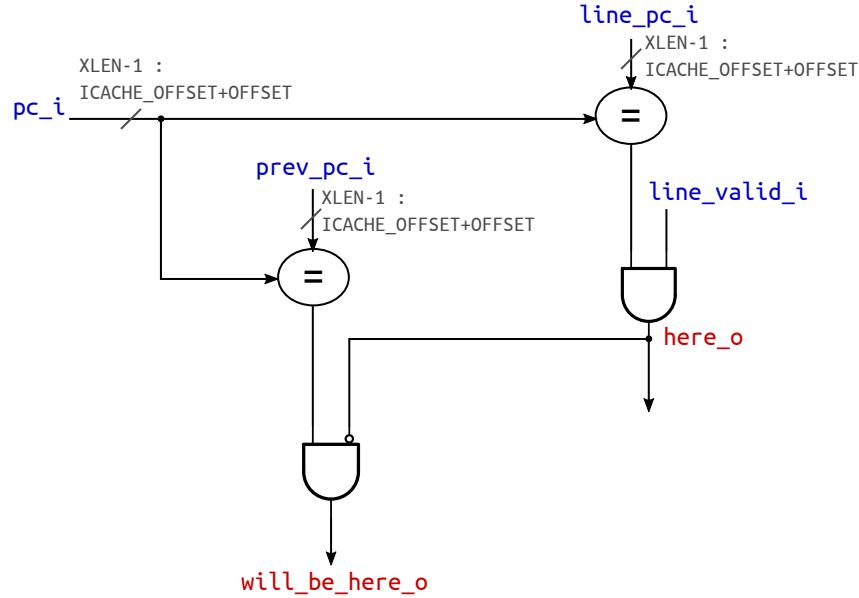 line_pc_i
XLEN-1 :
ICACHE_OFFSET+OFFSET
XLEN-1 :
ICACHE_OFFSET+OFFSET
pc_i
=
prev_pc_i
XLEN-1 :
ICACHE_OFFSET+OFFSET
line_valid_i
=
here_o
will_be_here_o